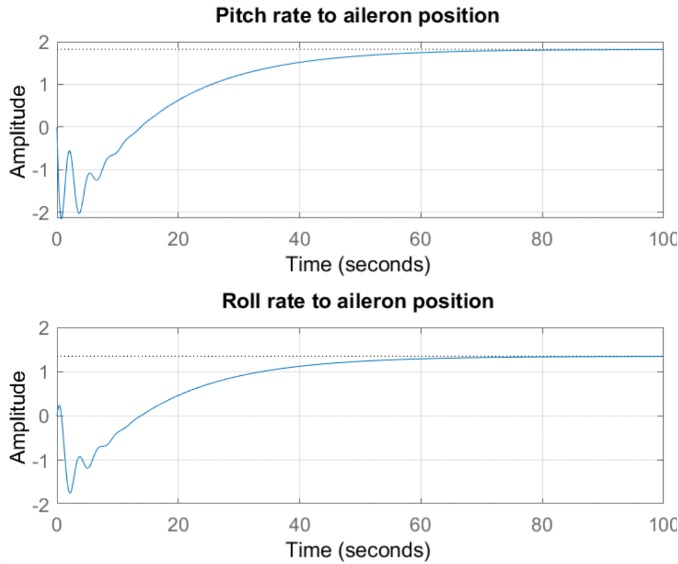 Pitch rate to aileron position
2
1
0
-1
-2
Amplitude
0 20 40 60 80 100
Time (seconds)
Roll rate to aileron position
2
1
0
-1
-2
Amplitude
0 20 40 60 80 100
Time (seconds)